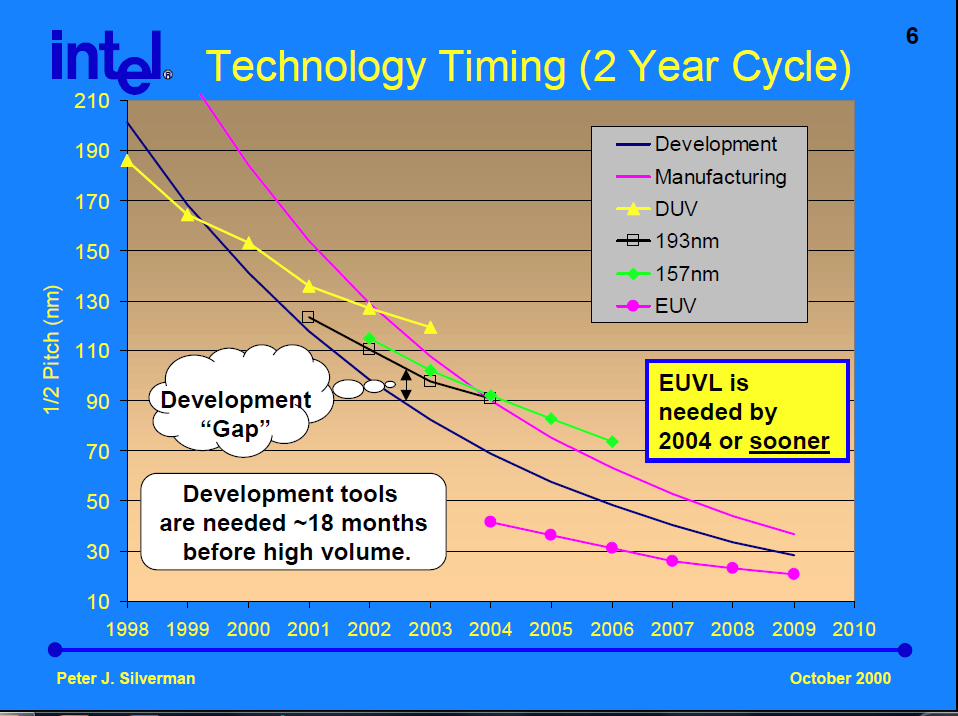 6
intel®
Technology Timing (2 Year Cycle)
210
190
170
150
130
110
90
70
50
30
10
1/2 Pitch (nm)
Development
Manufacturing
DUV
193nm
157nm
EUV
Development
“Gap”
EUVL is
needed by
2004 or sooner
Development tools
are needed ~18 months
before high volume.
1998 1999 2000 2001 2002 2003 2004 2005 2006 2007 2008 2009 2010
Peter J. Silverman
October 2000